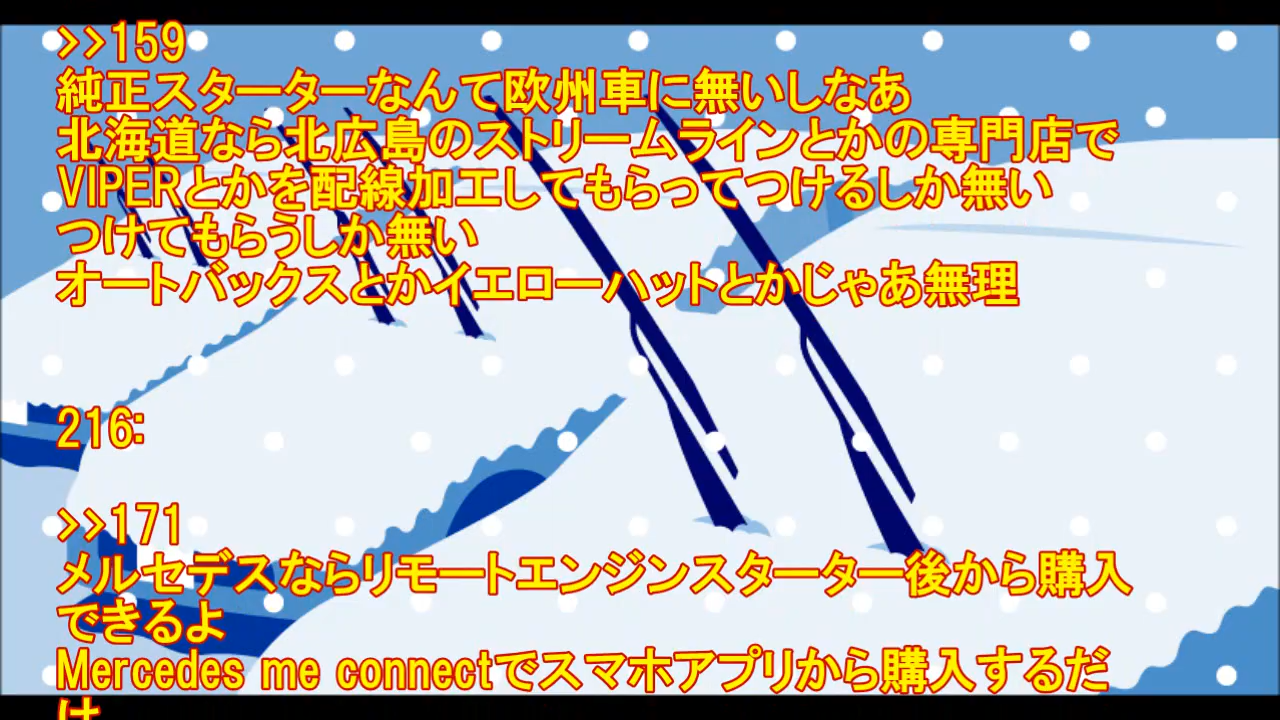 >>159
純正スターターなんて欧州車に無いしなあ
北海道なら北広島のストリームラインとかの専門店で
VIPERとかを配線加工してもらってつけるしか無い
つけてもらうしか無い
オートバックスとかイエローハットとかじゃあ無理
216:
>>171
メルセデスならリモートエンジンスターター後から購入
できるよ
Mercedes me connectでスマホアプリから購入するだ
け